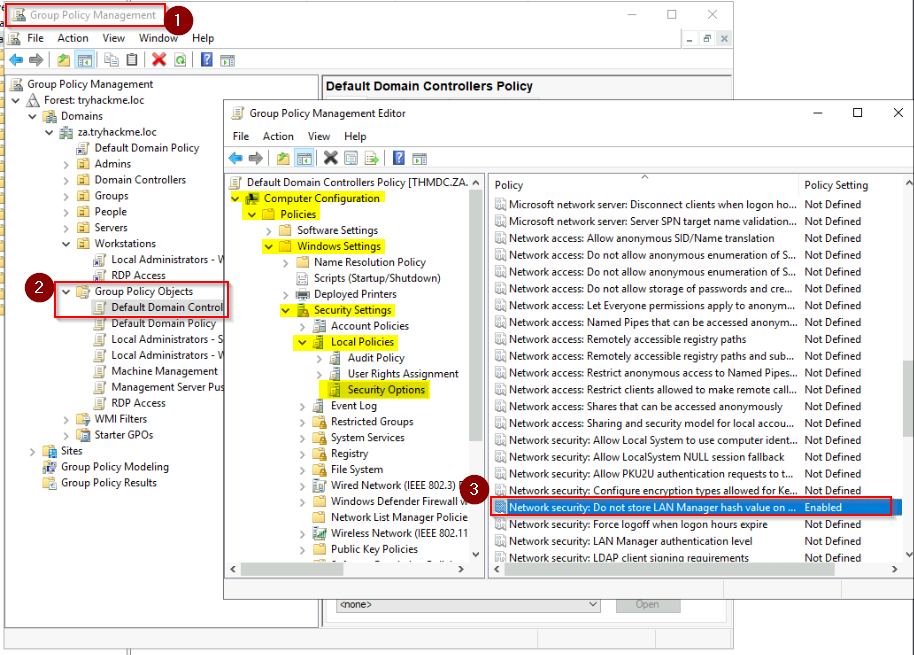 Group Policy Management
1
File Action View Window Help
Group Policy Management
Forest: tryhackme.loc
Domains
za.tryhackme.loc
Default Domain Policy
Admins
Domain Controllers
Groups
People
Servers
Workstations
Local Administrators - W
RDP Access
2
Group Policy Objects
Default Domain Control
Default Domain Policy
Local Administrators - S
Local Administrators - W
Machine Management
Management Server Pus
RDP Access
WMI Filters
Starter GPOs
Sites
Group Policy Modeling
Group Policy Results
Default Domain Controllers Policy
Group Policy Management Editor
File Action View Help
Default Domain Controllers Policy [THMDC.ZA.
Computer Configuration
Policies
Software Settings
Windows Settings
Name Resolution Policy
Scripts (Startup/Shutdown)
Deployed Printers
Security Settings
Account Policies
Local Policies
Audit Policy
User Rights Assignment
Security Options
Event Log
Restricted Groups
System Services
Registry
File System
Wired Network (IEEE 802.3)
Windows Defender Firewall
Network List Manager Policie
Wireless Network (IEEE 802.11
Public Key Policies
Policy Policy Setting
Microsoft network server: Disconnect clients when logon ho... Not Defined
Microsoft network server: Server SPN target name validation... Not Defined
Network access: Allow anonymous SID/Name translation Not Defined
Network access: Do not allow anonymous enumeration of S... Not Defined
Network access: Do not allow anonymous enumeration of S... Not Defined
Network access: Do not allow storage of passwords and cre... Not Defined
Network access: Let Everyone permissions apply to anonym... Not Defined
Network access: Named Pipes that can be accessed anonym... Not Defined
Network access: Remotely accessible registry paths Not Defined
Network access: Remotely accessible registry paths and sub... Not Defined
Network access: Restrict anonymous access to Named Pipes... Not Defined
Network access: Restrict clients allowed to make remote call... Not Defined
Network access: Shares that can be accessed anonymously Not Defined
Network access: Sharing and security model for local accou... Not Defined
Network security: Allow Local System to use computer ident... Not Defined
Network security: Allow LocalSystem NULL session fallback Not Defined
Network security: Allow PKU2U authentication requests to t... Not Defined
Network security: Configure encryption types allowed for Ke... Not Defined
3
Network security: Do not store LAN Manager hash value on ... Enabled
Network security: Force logoff when logon hours expire Not Defined
Network security: LAN Manager authentication level Not Defined
Network security: LDAP client signing requirements Not Defined
<none> Open